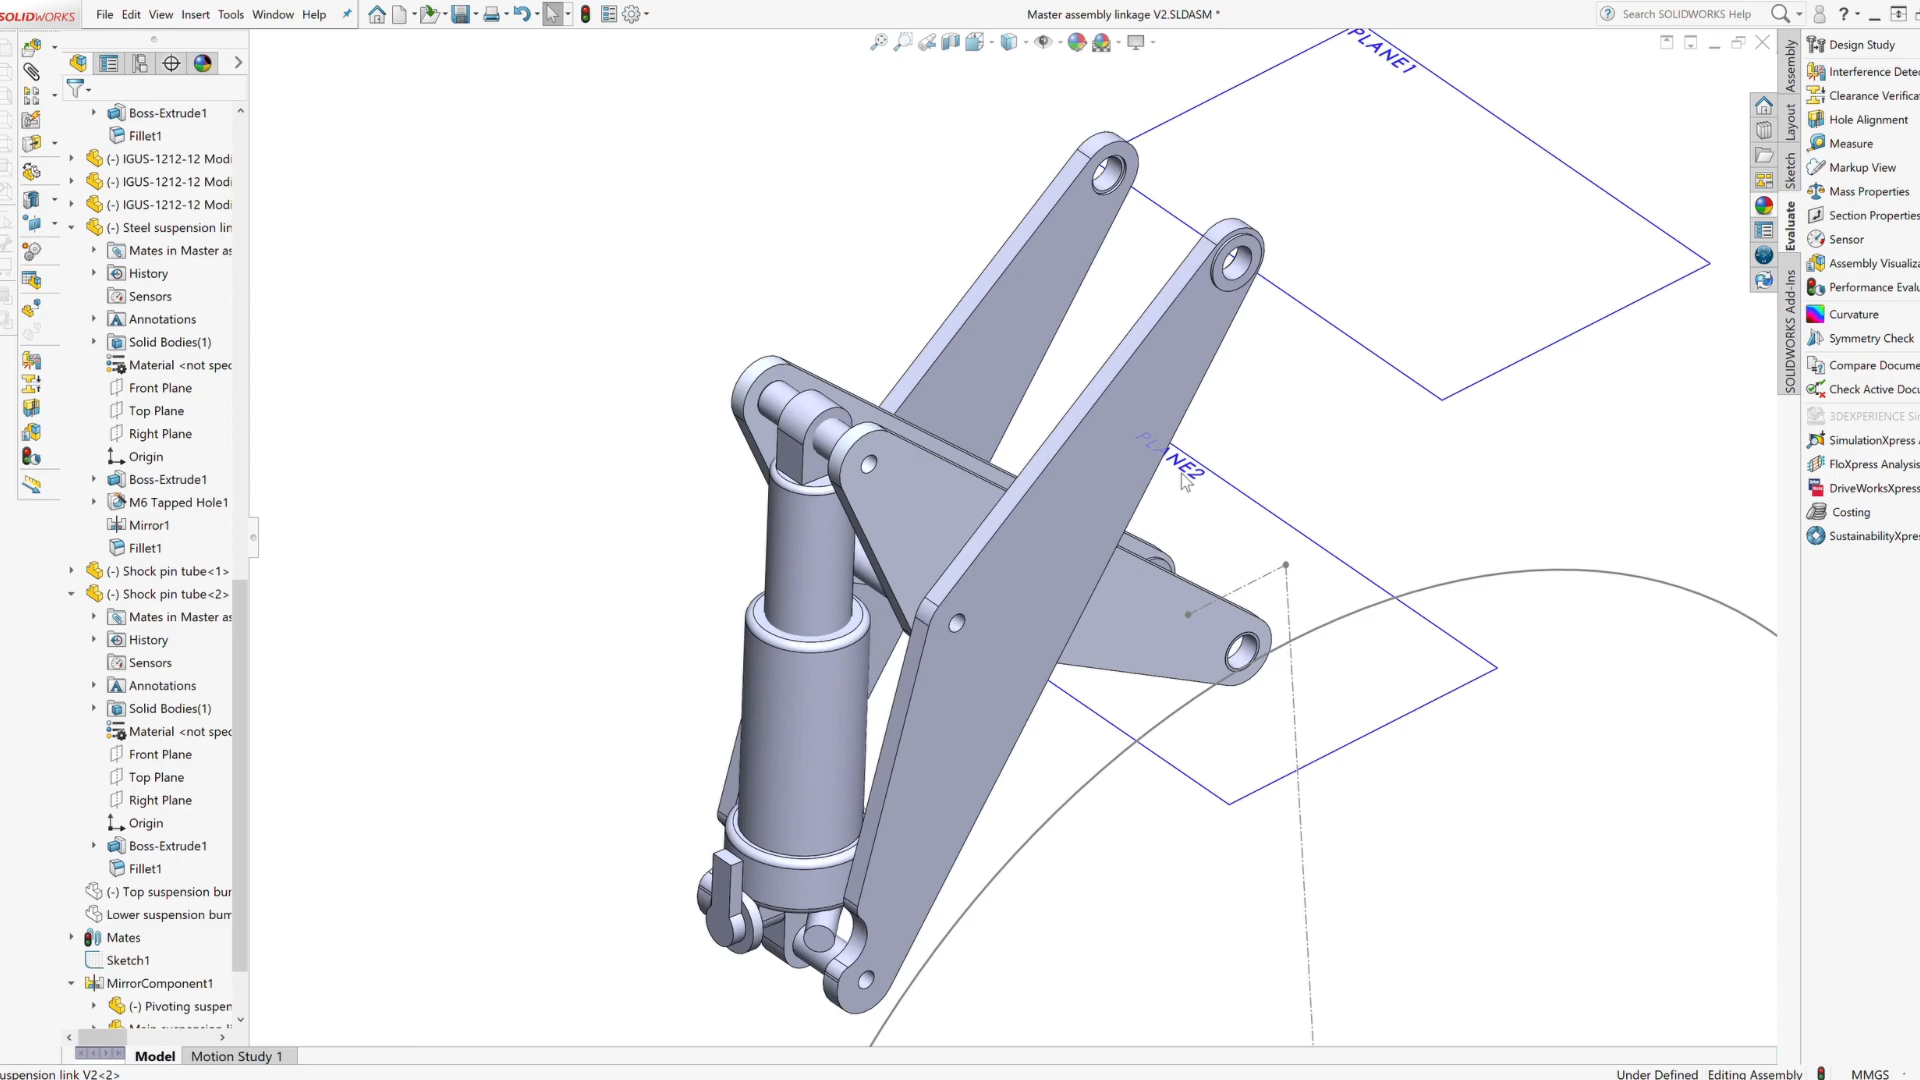 SOLIDWORKS
File Edit View Insert Tools Window Help
Master assembly linkage V2.SLDASM *
Search SOLIDWORKS Help
Boss-Extrude1
Fillet1
(-) IGUS-1212-12 Modi
(-) IGUS-1212-12 Modi
(-) IGUS-1212-12 Modi
(-) Steel suspension lin
Mates in Master as
History
Sensors
Annotations
Solid Bodies(1)
Material <not spec
Front Plane
Top Plane
Right Plane
Origin
Boss-Extrude1
M6 Tapped Hole1
Mirror1
Fillet1
(-) Shock pin tube<1>
(-) Shock pin tube<2>
Mates in Master as
History
Sensors
Annotations
Solid Bodies(1)
Material <not spec
Front Plane
Top Plane
Right Plane
Origin
Boss-Extrude1
Fillet1
(-) Top suspension bur
Lower suspension bum
Mates
Sketch1
MirrorComponent1
(-) Pivoting suspen
PLANE1
PLANE2
Assembly
Layout
Sketch
Evaluate
SOLIDWORKS Add-Ins
Design Study
Interference Detec
Clearance Verifica
Hole Alignment
Measure
Markup View
Mass Properties
Section Properties
Sensor
Assembly Visualiza
Performance Evalu
Curvature
Symmetry Check
Compare Docume
Check Active Docu
3DEXPERIENCE Sir
SimulationXpress
FloXpress Analysis
DriveWorksXpress
Costing
SustainabilityXpres
Model Motion Study 1
uspension link V2<2>
Under Defined Editing Assembly MMGS